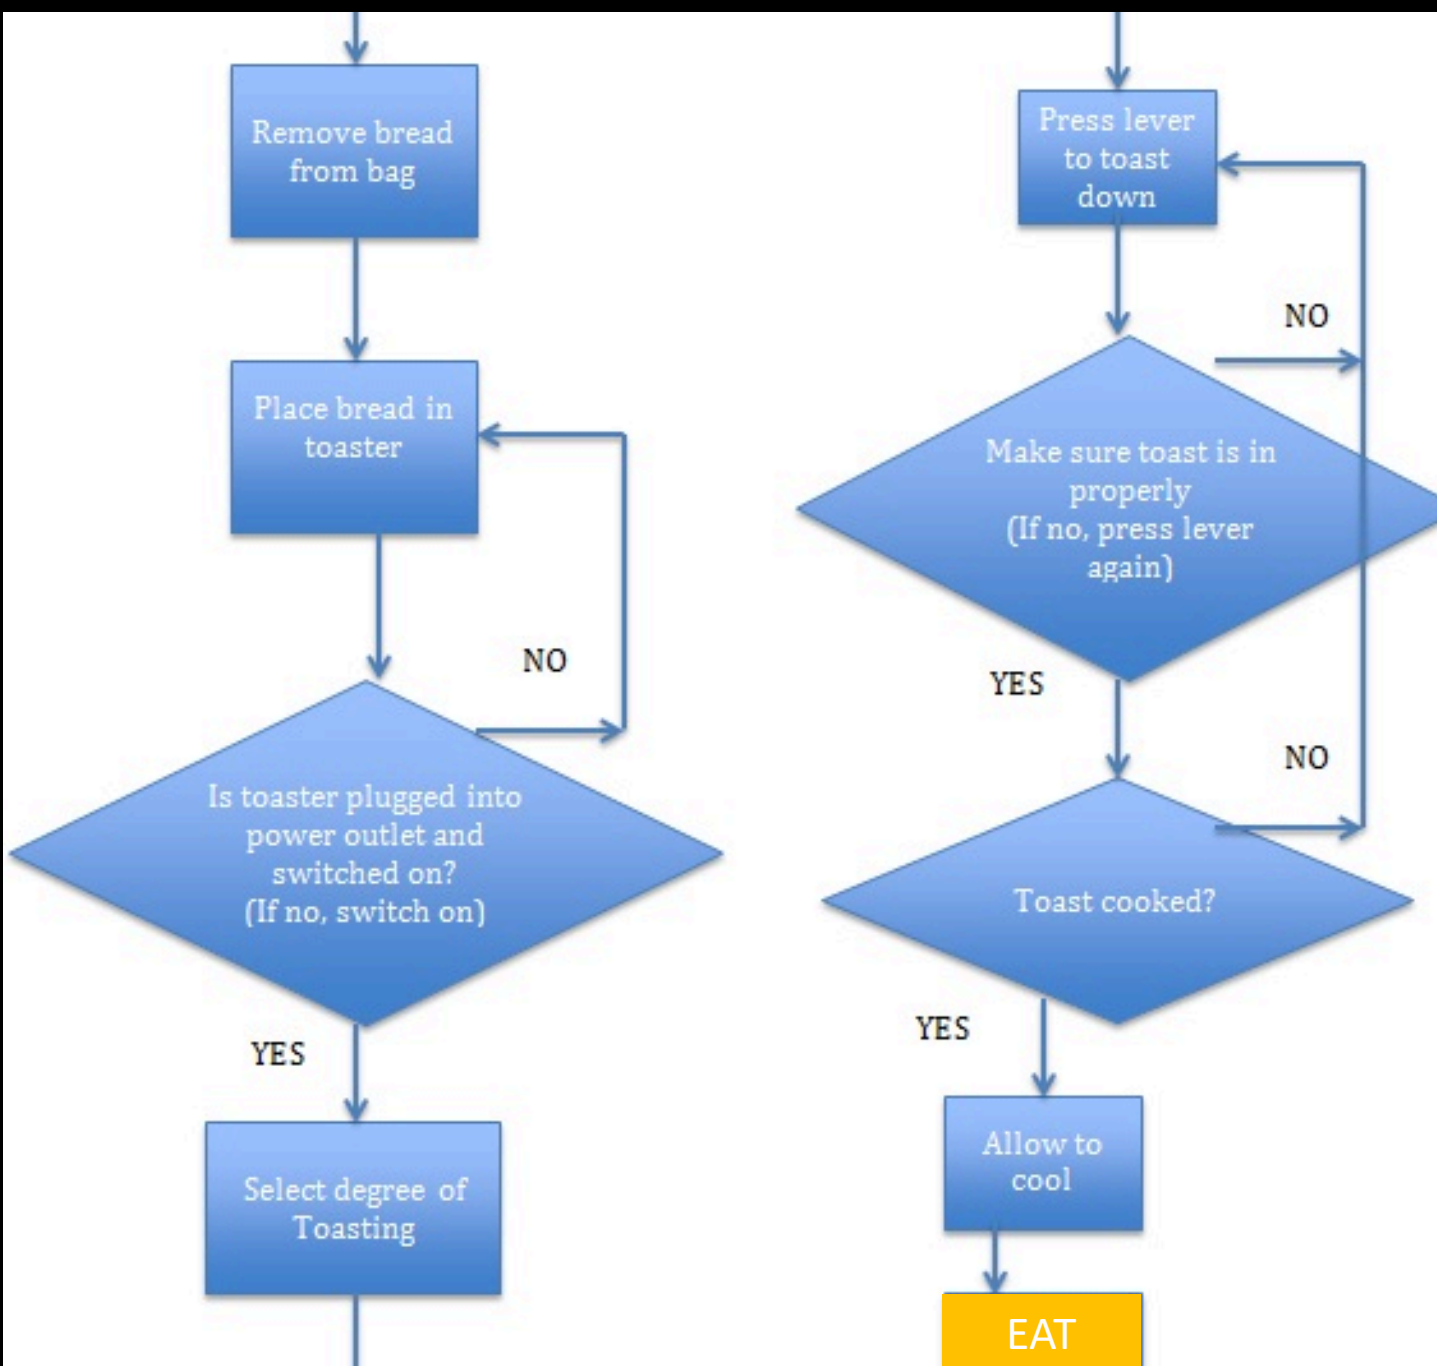 Remove bread
from bag
Place bread in
toaster
NO
Is toaster plugged into
power outlet and
switched on?
(If no, switch on)
YES
Select degree of
Toasting
Press lever
to toast
down
NO
Make sure toast is in
properly
(If no, press lever
again)
YES
NO
Toast cooked?
YES
Allow to
cool
EAT